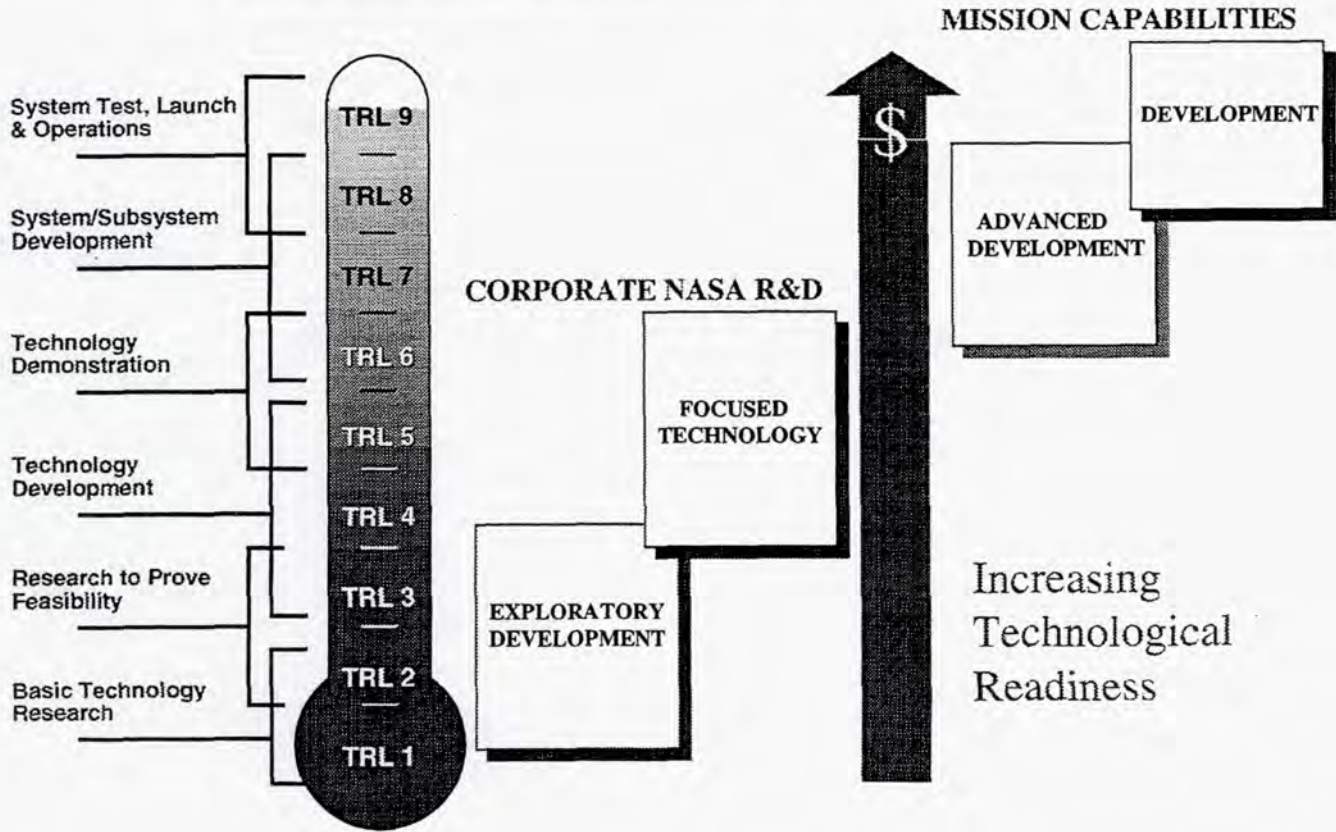 MISSION CAPABILITIES
System Test, Launch
& Operations
System/Subsystem
Development
Technology
Demonstration
Technology
Development
Research to Prove
Feasibility
Basic Technology
Research
TRL 9
TRL 8
TRL 7
TRL 6
TRL 5
TRL 4
TRL 3
TRL 2
TRL 1
CORPORATE NASA R&D
FOCUSED
TECHNOLOGY
EXPLORATORY
DEVELOPMENT
$
DEVELOPMENT
ADVANCED
DEVELOPMENT
Increasing
Technological
Readiness